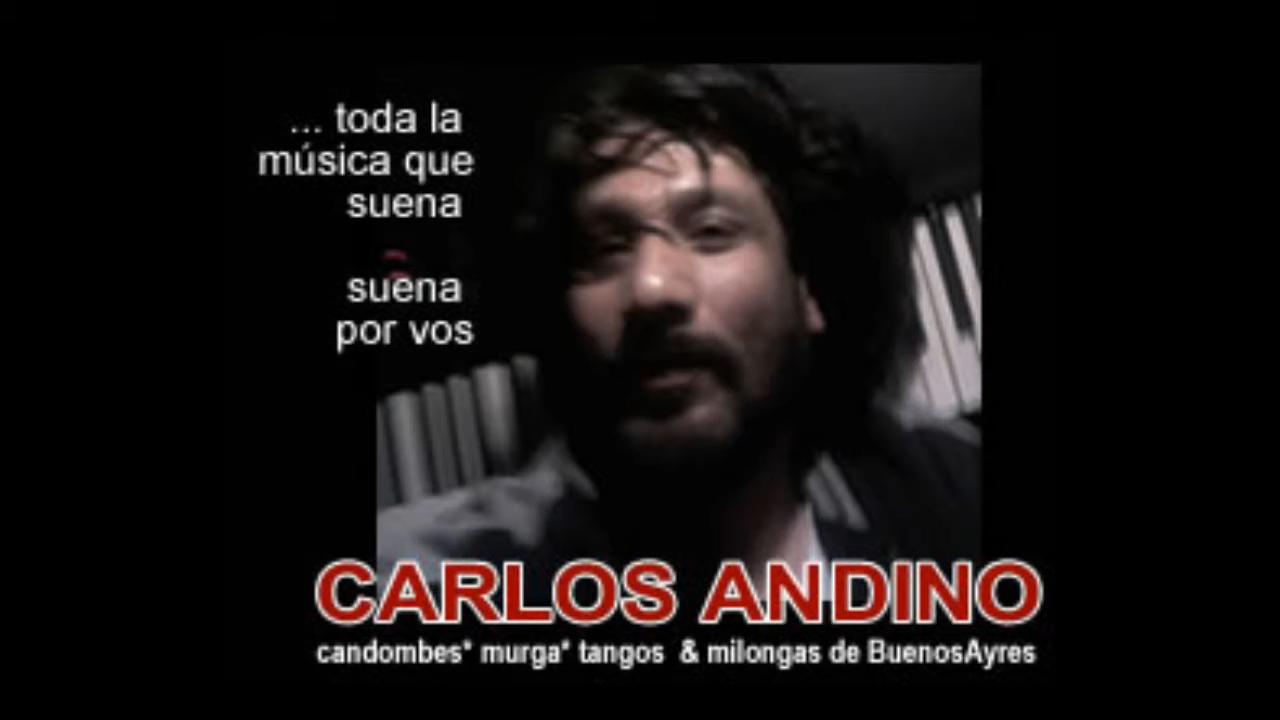 ... toda la
música que
suena
suena
por vos
CARLOS ANDINO
candombes* murga* tangos & milongas de BuenosAyres